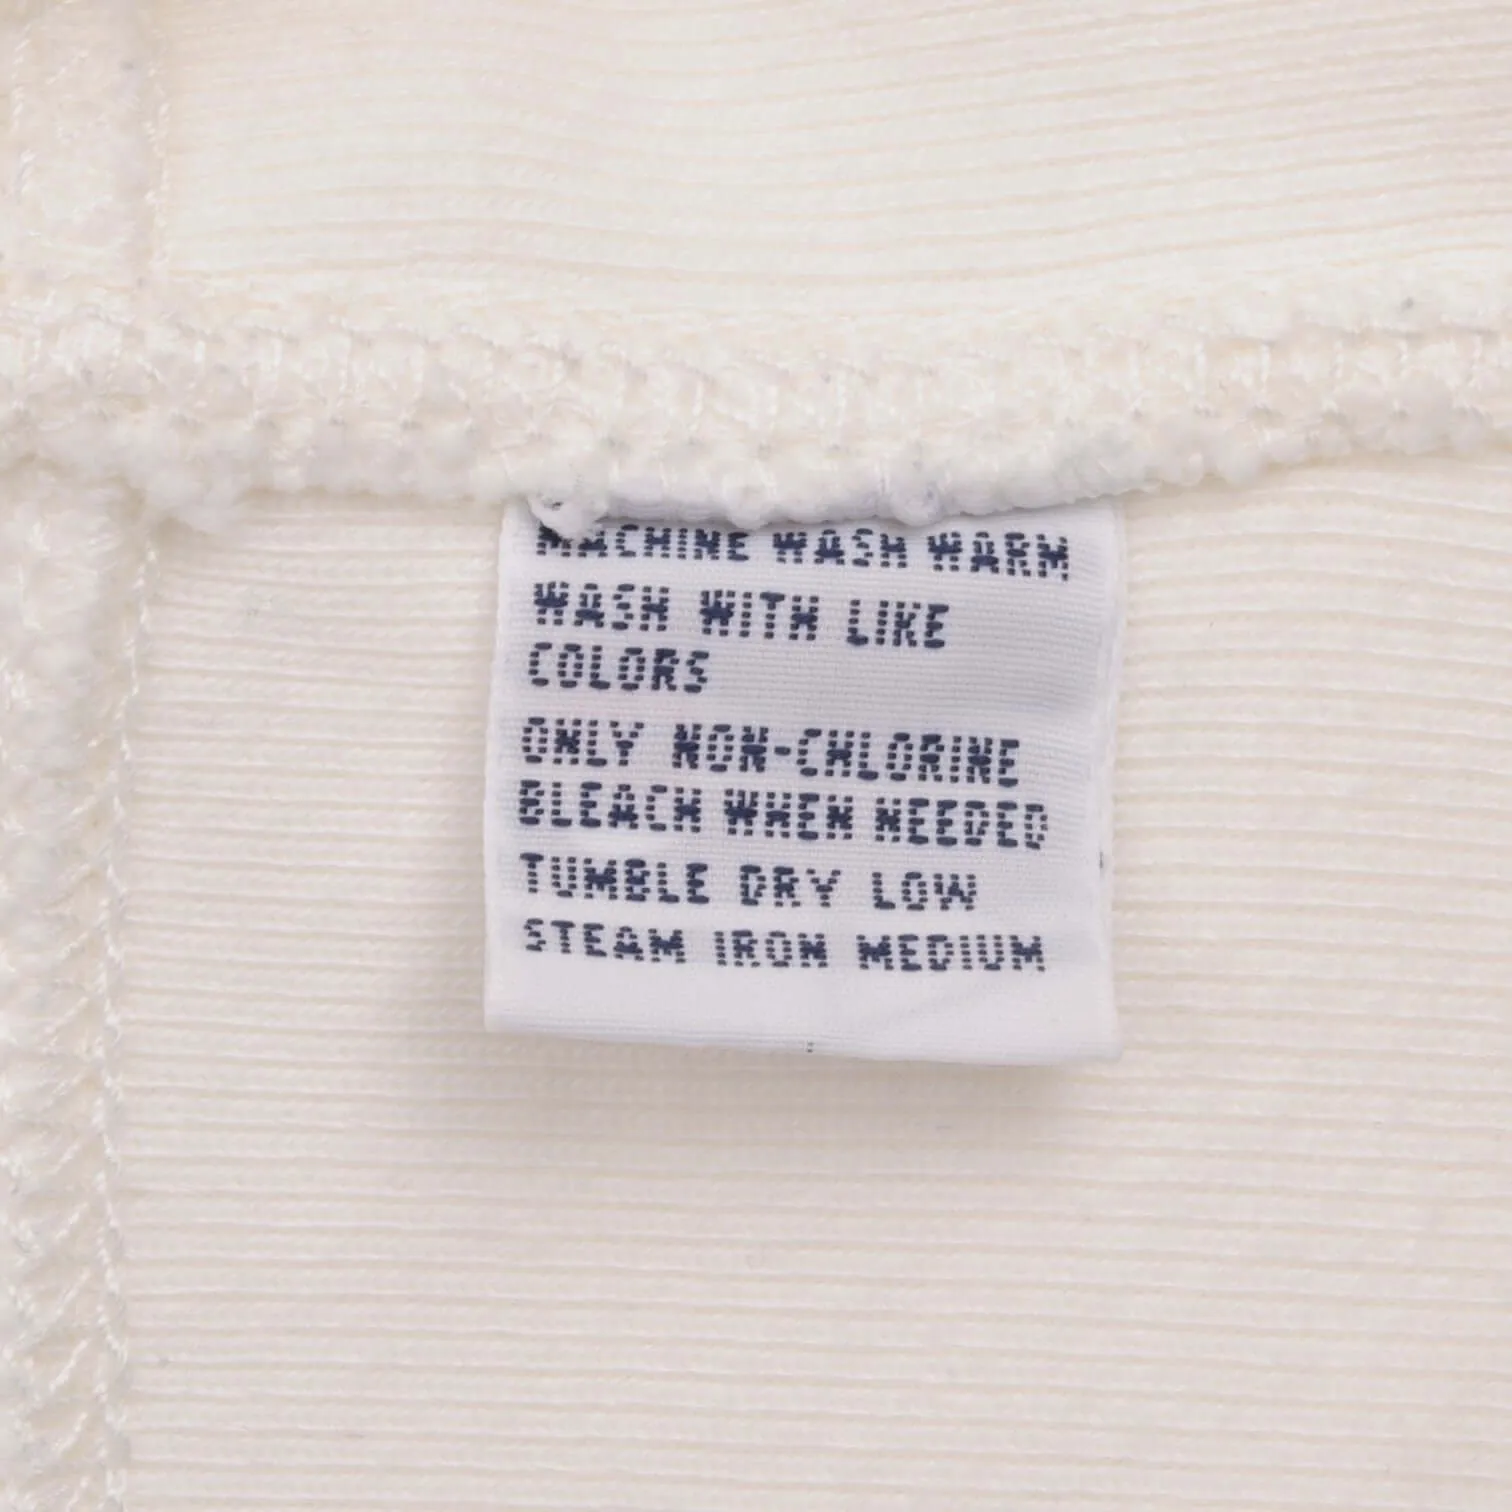 MACHINE WASH WARM
WASH WITH LIKE
COLORS
ONLY NON-CHLORINE
BLEACH WHEN NEEDED
TUMBLE DRY LOW
STEAM IRON MEDIUM